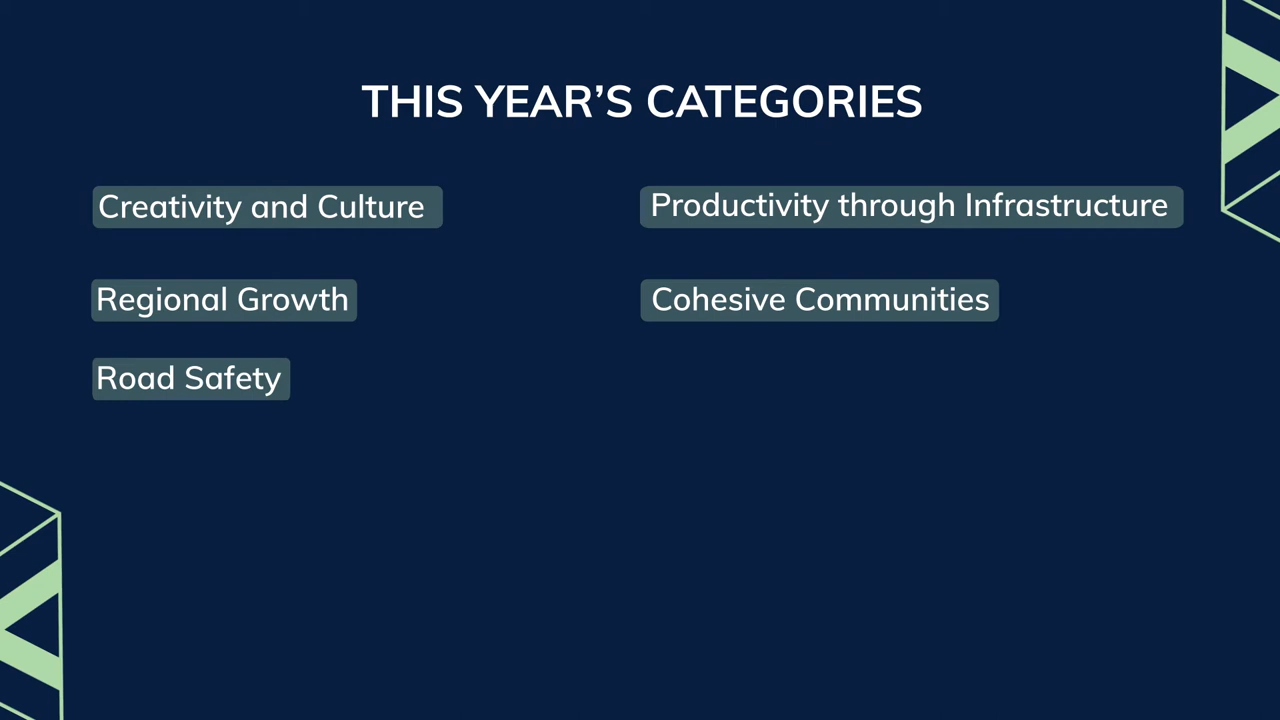 THIS YEAR’S CATEGORIES
Creativity and Culture
Productivity through Infrastructure
Regional Growth
Cohesive Communities
Road Safety